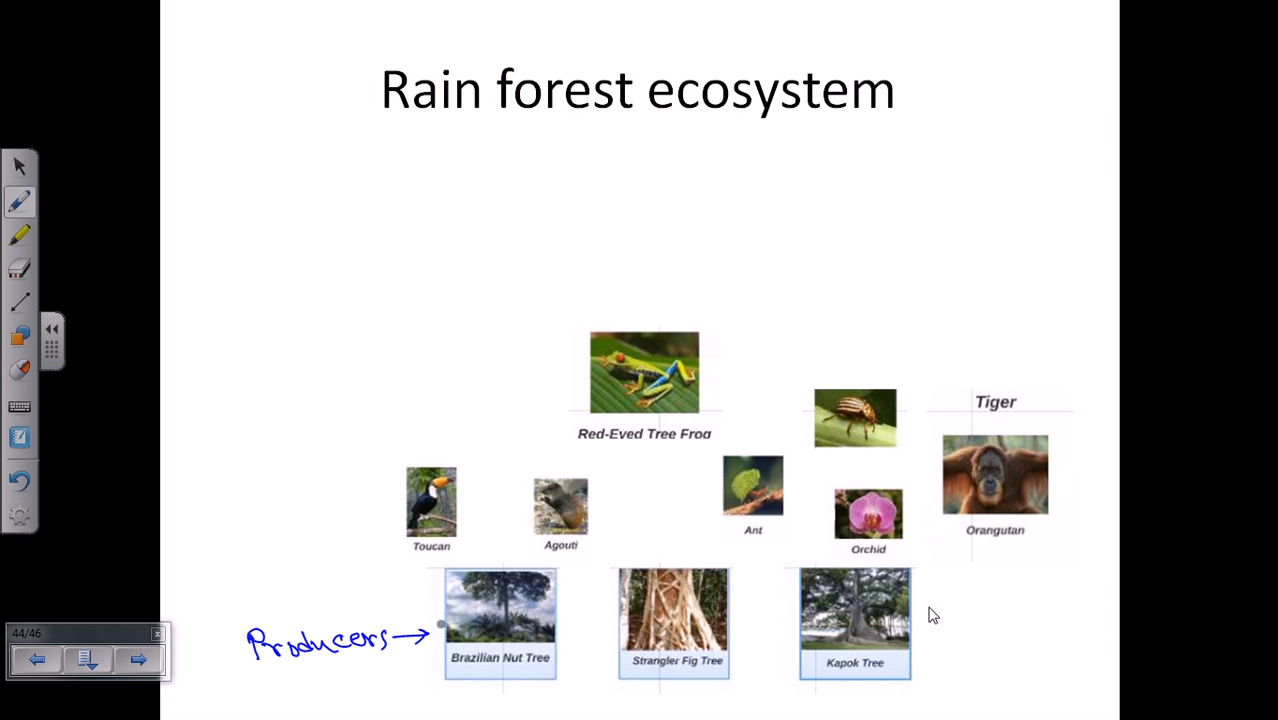 Rain forest ecosystem
Tiger
Red-Eyed Tree Frog
Orangutan
Ant
Toucan
Agouti
Orchid
Producers
Brazilian Nut Tree
Strangler Fig Tree
Kapok Tree
44/46